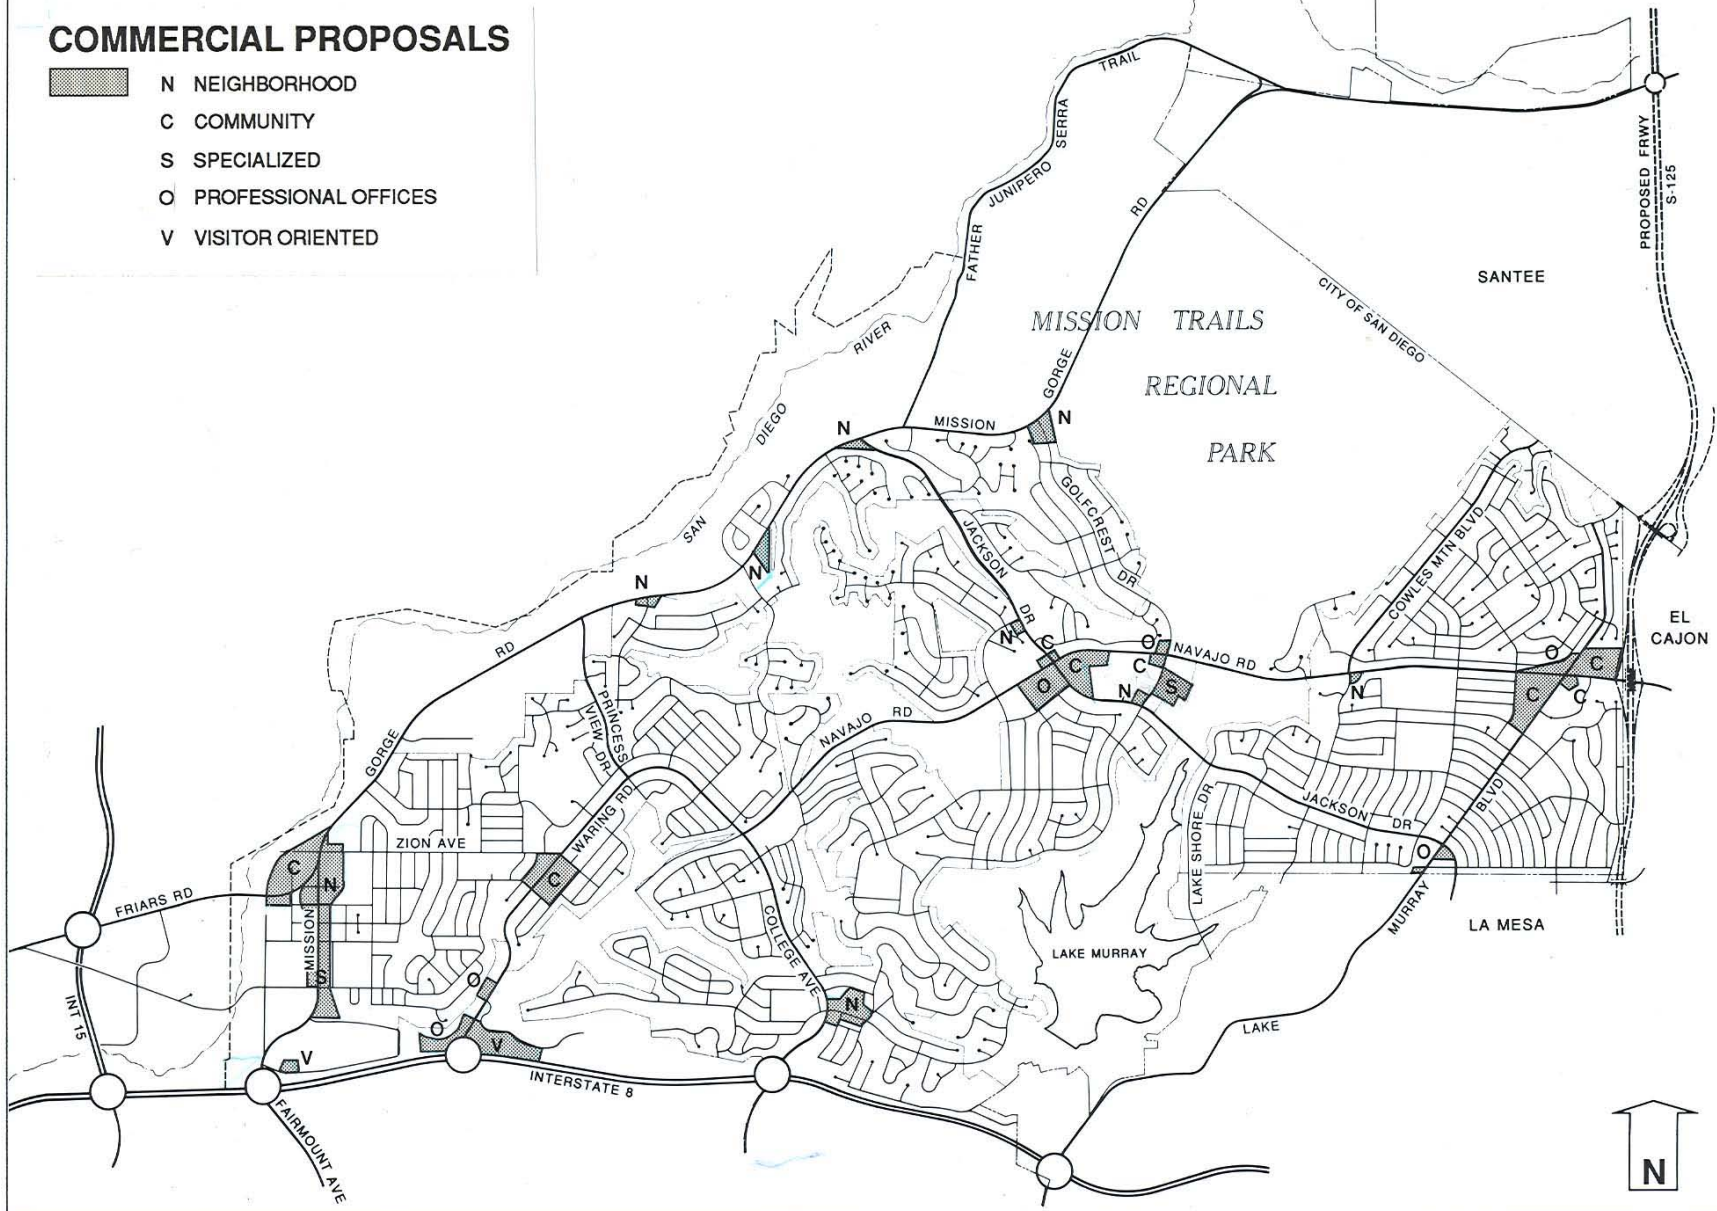 COMMERCIAL PROPOSALS
N NEIGHBORHOOD
C COMMUNITY
S SPECIALIZED
O PROFESSIONAL OFFICES
V VISITOR ORIENTED
TRAIL
SERRA
JUNIPERO
FATHER
RD
PROPOSED FRWY
S-125
SANTEE
CITY OF SAN DIEGO
MISSION TRAILS
REGIONAL
PARK
RIVER
DIEGO
SAN
GORGE
MISSION
N
N
GOLFCREST
DR
JACKSON
DR
COWLES MTN BLVD
EL
CAJON
N
N
RD
N
C
O
C
C
O
N
S
NAVAJO RD
N
O
C
C
C
PRINCESS
VIEW DR
NAVAJO RD
GORGE
WARING RD
ZION AVE
C
C
N
FRIARS RD
MISSION
S
INT 15
O
O
V
V
COLLEGE AVE
N
LAKE SHORE DR
JACKSON DR
BLVD
O
MURRAY
LA MESA
LAKE MURRAY
LAKE
INTERSTATE 8
FAIRMOUNT AVE
N